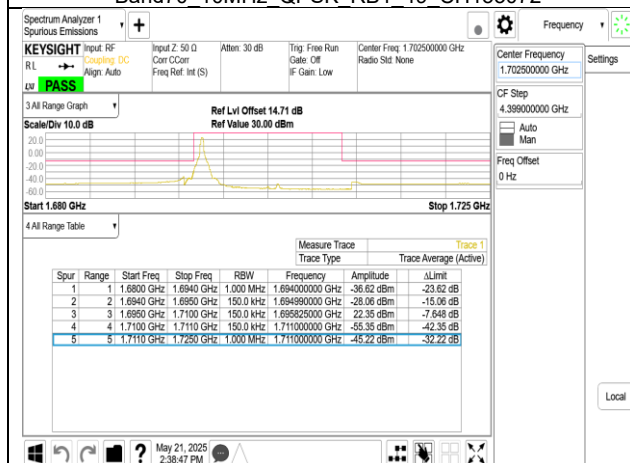 Spectrum Analyzer 1
Spurious Emissions
Frequency
KEYSIGHT Input: RF Input Z: 50 Ω Atten: 30 dB Trig: Free Run Center Freq: 1.702500000 GHz
RL Coupling: DC Corr CCorr Gate: Off Radio Std: None
Align: Auto Freq Ref: Int (S) IF Gain: Low
PASS
Center Frequency
1.702500000 GHz
Settings
CF Step
4.399000000 GHz
Auto
Man
Freq Offset
0 Hz
3 All Range Graph
Ref Lvl Offset 14.71 dB
Scale/Div 10.0 dB Ref Value 30.00 dBm
20.0
0.00
-20.0
-40.0
-60.0
Start 1.680 GHz Stop 1.725 GHz
4 All Range Table
Measure Trace Trace 1
Trace Type Trace Average (Active)
Spur Range Start Freq Stop Freq RBW Frequency Amplitude ΔLimit
1 1 1.6800 GHz 1.6940 GHz 1.000 MHz 1.694000000 GHz -36.62 dBm -23.62 dB
2 2 1.6940 GHz 1.6950 GHz 150.0 kHz 1.694990000 GHz -28.06 dBm -15.06 dB
3 3 1.6950 GHz 1.7100 GHz 150.0 kHz 1.695825000 GHz 22.35 dBm -7.648 dB
4 4 1.7100 GHz 1.7110 GHz 150.0 kHz 1.711000000 GHz -55.35 dBm -42.35 dB
5 5 1.7110 GHz 1.7250 GHz 1.000 MHz 1.711000000 GHz -45.22 dBm -32.22 dB
Local
May 21, 2025
2:38:47 PM